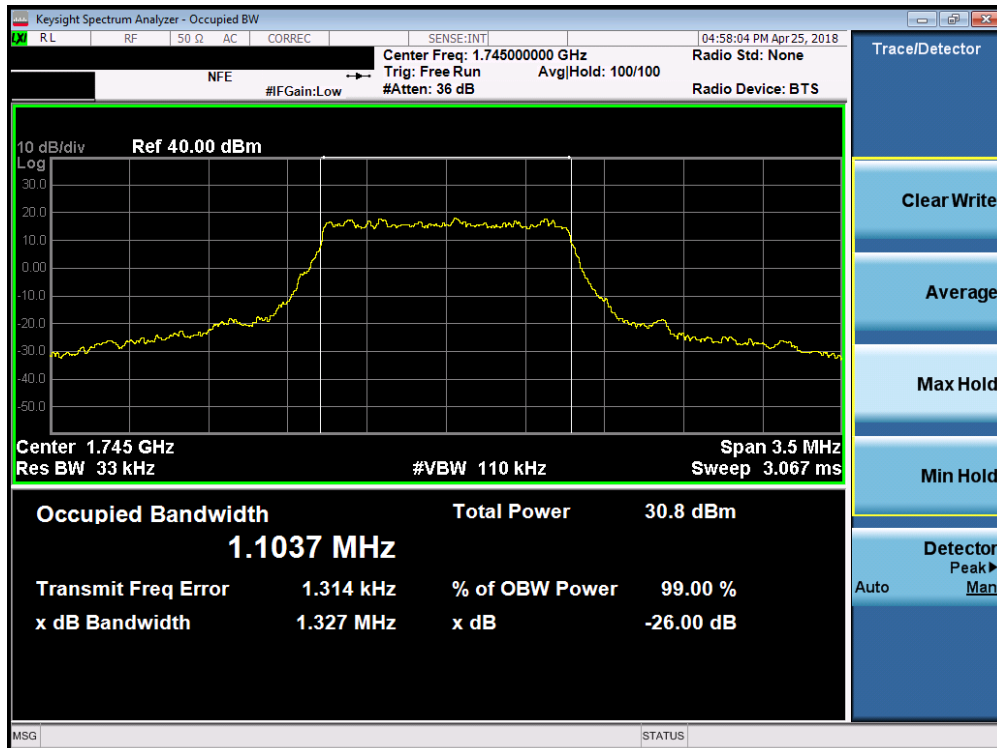 Keysight Spectrum Analyzer - Occupied BW
LXI RL RF 50 Ω AC CORREC SENSE:INT 04:58:04 PM Apr 25, 2018
Center Freq: 1.745000000 GHz Radio Std: None
NFE Trig: Free Run Avg|Hold: 100/100
#IFGain:Low #Atten: 36 dB Radio Device: BTS
10 dB/div Ref 40.00 dBm
Log
30.0
20.0
10.0
0.00
-10.0
-20.0
-30.0
-40.0
-50.0
Center 1.745 GHz Span 3.5 MHz
Res BW 33 kHz #VBW 110 kHz Sweep 3.067 ms
Occupied Bandwidth Total Power 30.8 dBm
1.1037 MHz
Transmit Freq Error 1.314 kHz % of OBW Power 99.00 %
x dB Bandwidth 1.327 MHz x dB -26.00 dB
MSG STATUS
Trace/Detector
Clear Write
Average
Max Hold
Min Hold
Detector
Peak▶
Auto Man